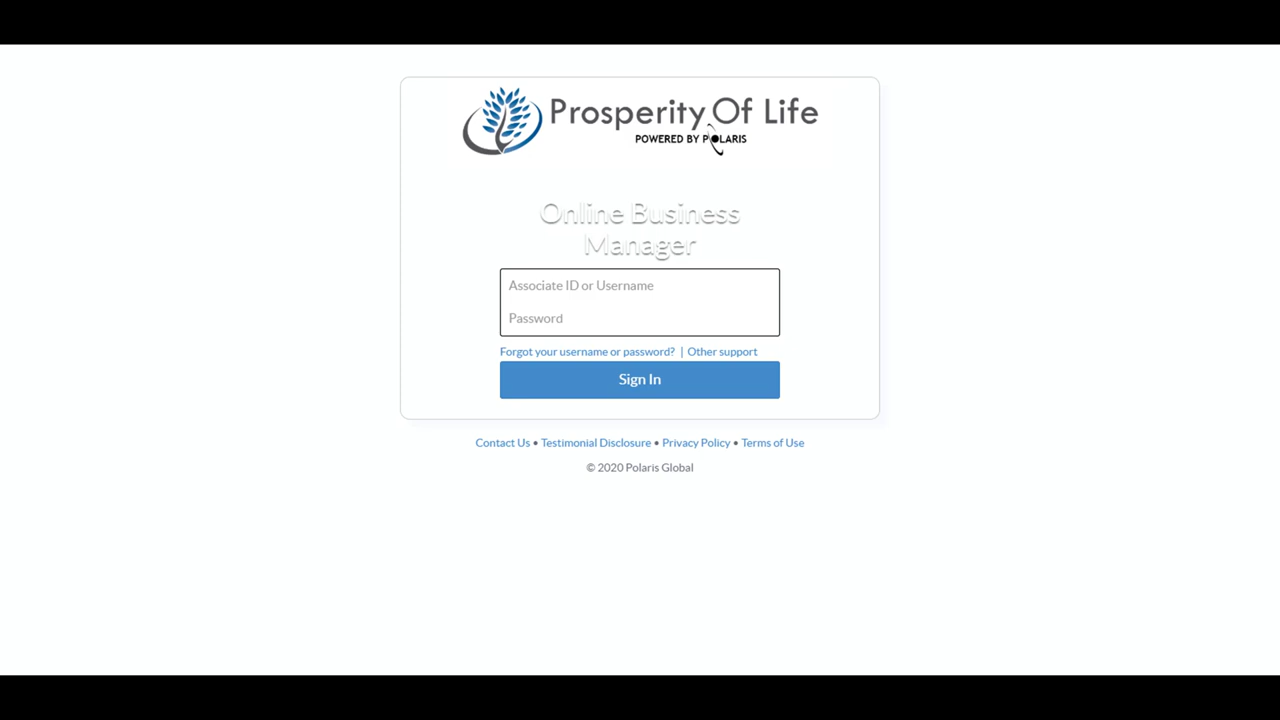 Prosperity Of Life
POWERED BY POLARIS
Online Business
Manager
Associate ID or Username
Password
Forgot your username or password? | Other support
Sign In
Contact Us • Testimonial Disclosure • Privacy Policy • Terms of Use
© 2020 Polaris Global